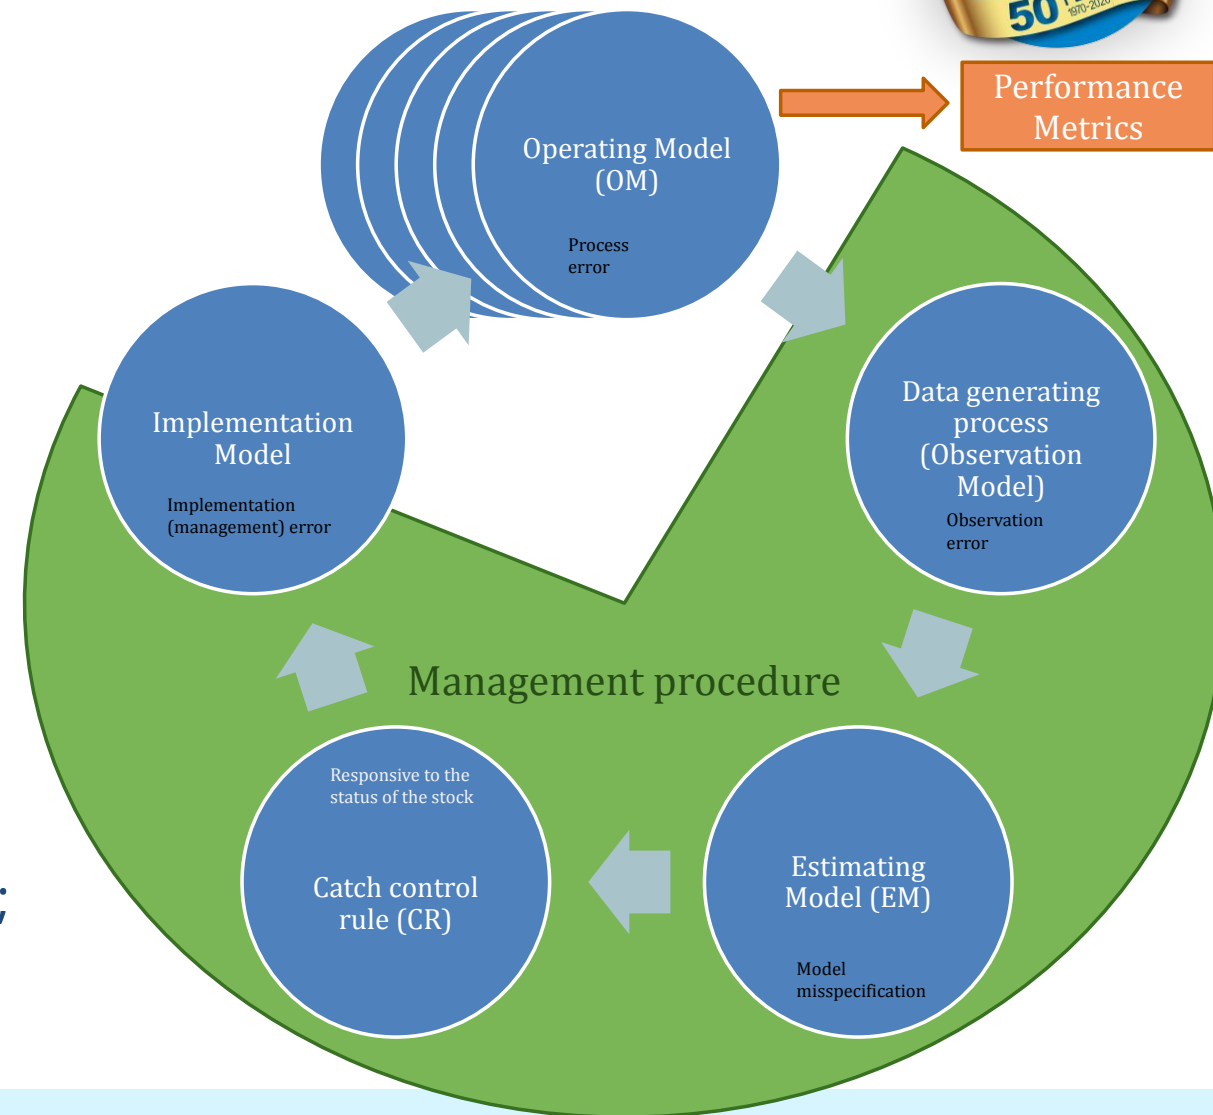 50
1970-2020
Performance
Metrics
Operating Model
(OM)
Process
error
Data generating
process
(Observation
Model)
Observation
error
Implementation
Model
Implementation
(management) error
Management procedure
Responsive to the
status of the stock
Catch control
rule (CR)
Estimating
Model (EM)
Model
misspecification
;